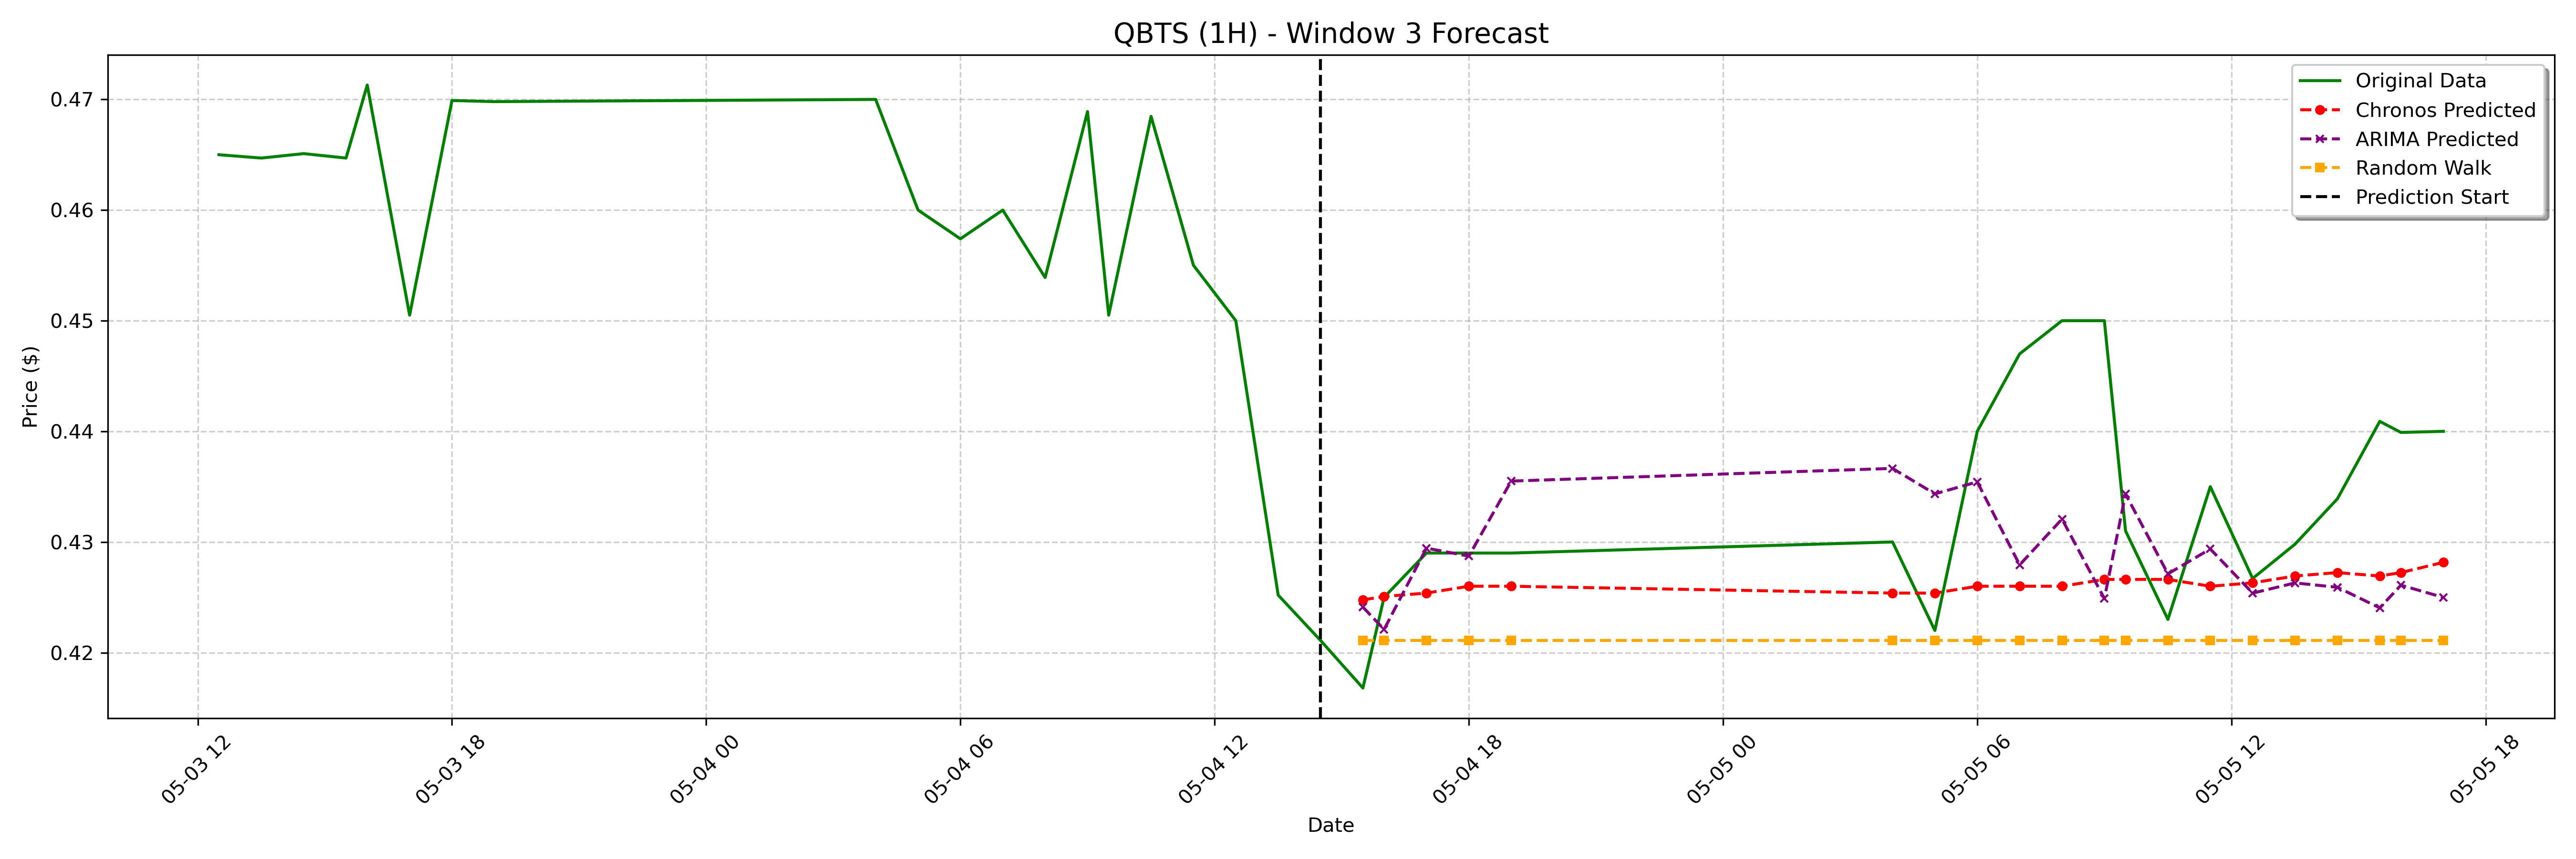 QBTS (1H) - Window 3 Forecast
Original Data
Chronos Predicted
ARIMA Predicted
Random Walk
Prediction Start
Price ($)
0.47
0.46
0.45
0.44
0.43
0.42
05-03 12
05-03 18
05-04 00
05-04 06
05-04 12
05-04 18
05-05 00
05-05 06
05-05 12
05-05 18
Date